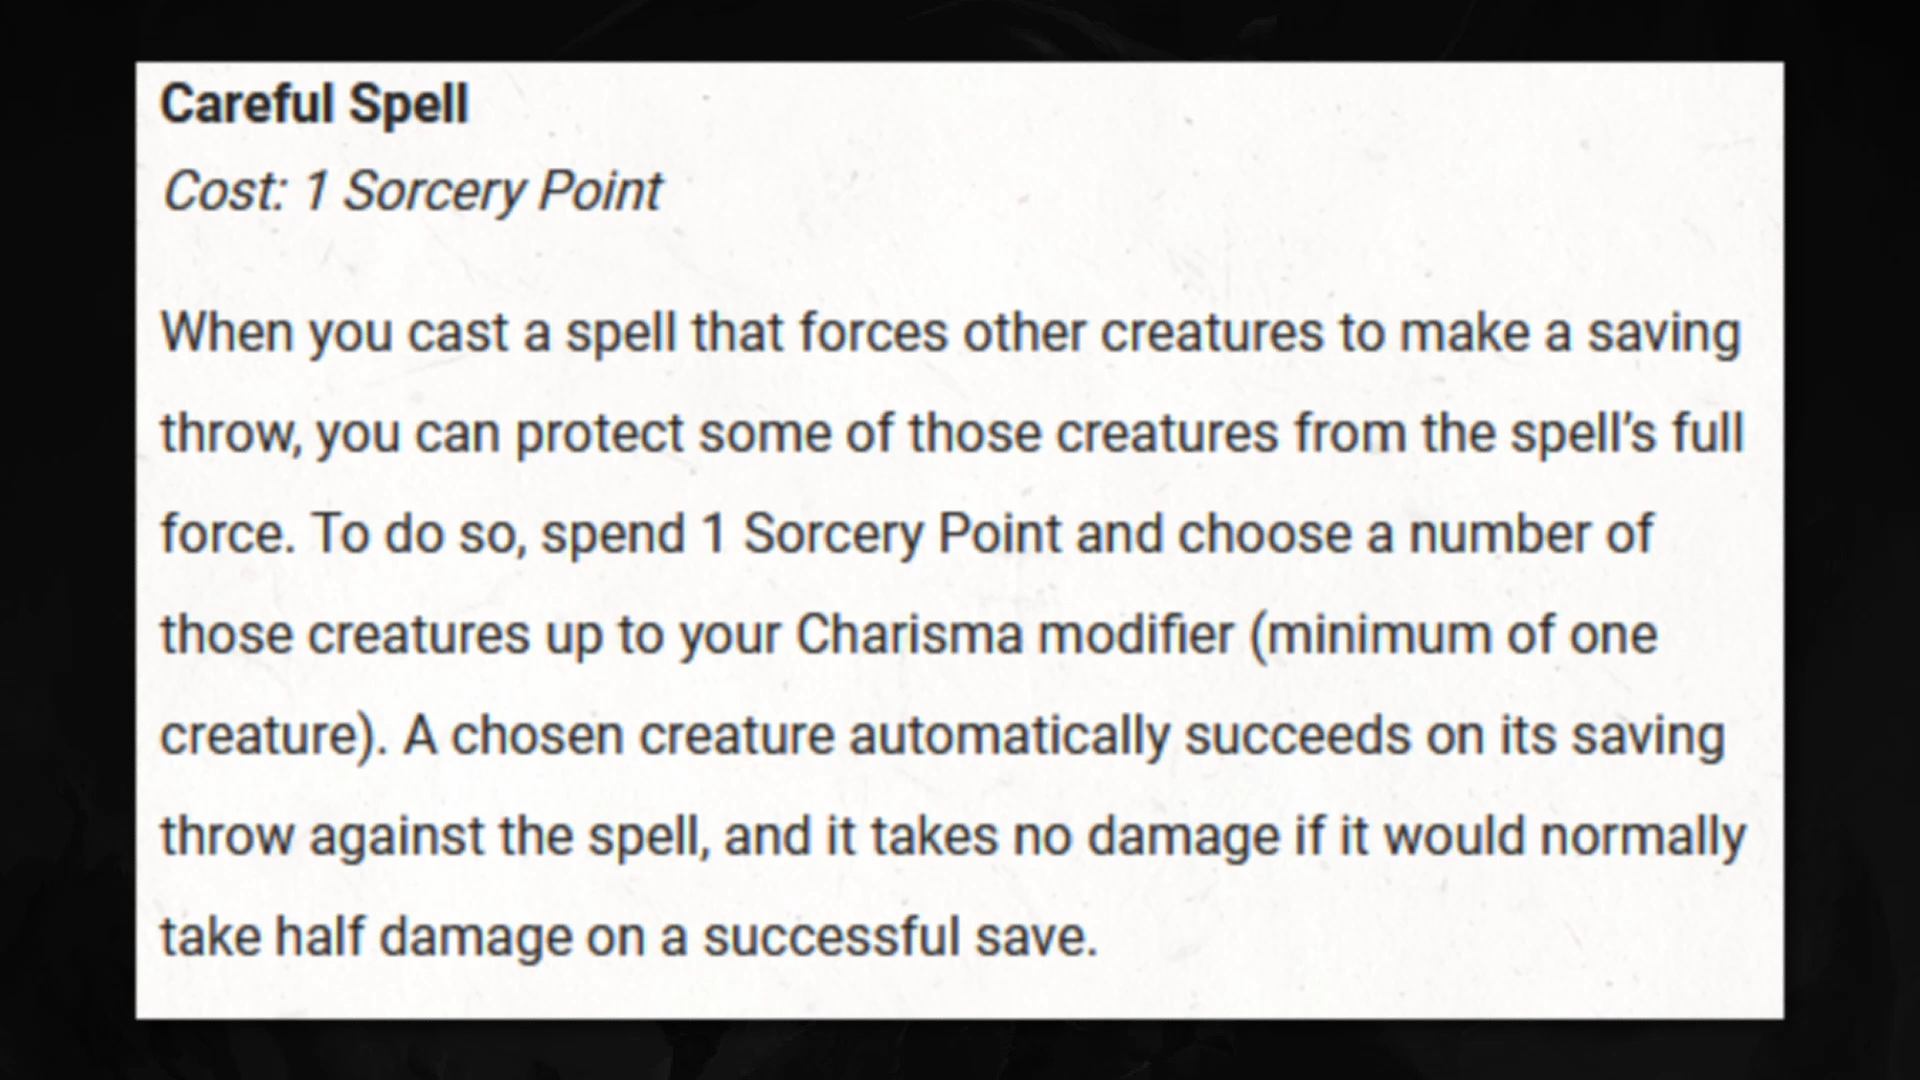 Careful Spell
Cost: 1 Sorcery Point
When you cast a spell that forces other creatures to make a saving
throw, you can protect some of those creatures from the spell’s full
force. To do so, spend 1 Sorcery Point and choose a number of
those creatures up to your Charisma modifier (minimum of one
creature). A chosen creature automatically succeeds on its saving
throw against the spell, and it takes no damage if it would normally
take half damage on a successful save.